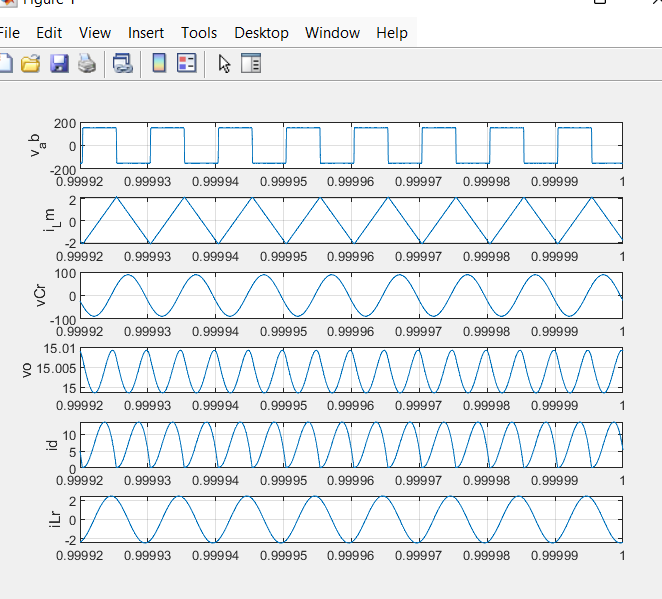 Figure 1
File Edit View Insert Tools Desktop Window Help
200
0
-200
v_ab
0.99992 0.99993 0.99994 0.99995 0.99996 0.99997 0.99998 0.99999 1
2
0
-2
i_Lm
0.99992 0.99993 0.99994 0.99995 0.99996 0.99997 0.99998 0.99999 1
100
0
-100
vCr
0.99992 0.99993 0.99994 0.99995 0.99996 0.99997 0.99998 0.99999 1
15.01
15.005
15
vo
0.99992 0.99993 0.99994 0.99995 0.99996 0.99997 0.99998 0.99999 1
10
5
0
id
0.99992 0.99993 0.99994 0.99995 0.99996 0.99997 0.99998 0.99999 1
2
0
-2
iLr
0.99992 0.99993 0.99994 0.99995 0.99996 0.99997 0.99998 0.99999 1